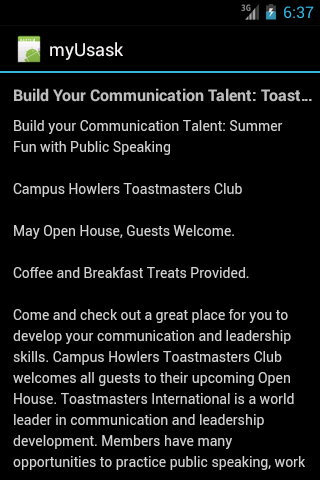 3G 6:37
myUsask
Build Your Communication Talent: Toast...
Build your Communication Talent: Summer
Fun with Public Speaking
Campus Howlers Toastmasters Club
May Open House, Guests Welcome.
Coffee and Breakfast Treats Provided.
Come and check out a great place for you to
develop your communication and leadership
skills. Campus Howlers Toastmasters Club
welcomes all guests to their upcoming Open
House. Toastmasters International is a world
leader in communication and leadership
development. Members have many
opportunities to practice public speaking, work